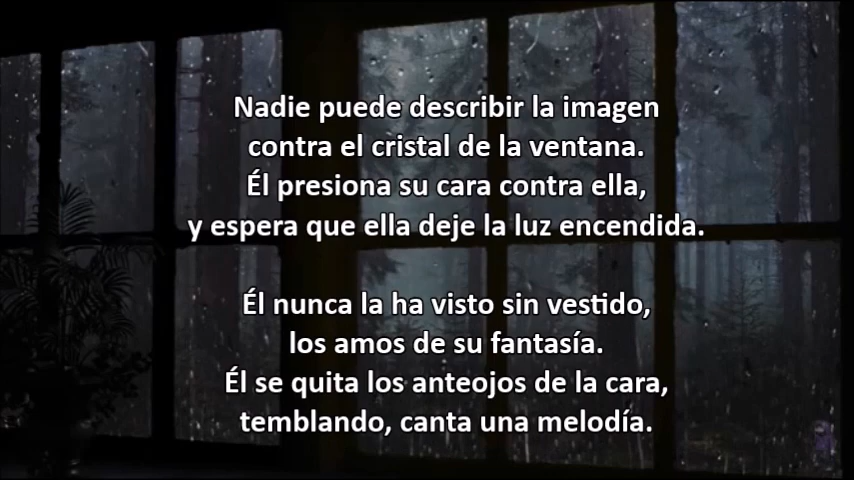 Nadie puede describir la imagen
contra el cristal de la ventana.
Él presiona su cara contra ella,
y espera que ella deje la luz encendida.
Él nunca la ha visto sin vestido,
los amos de su fantasía.
Él se quita los anteojos de la cara,
temblando, canta una melodía.